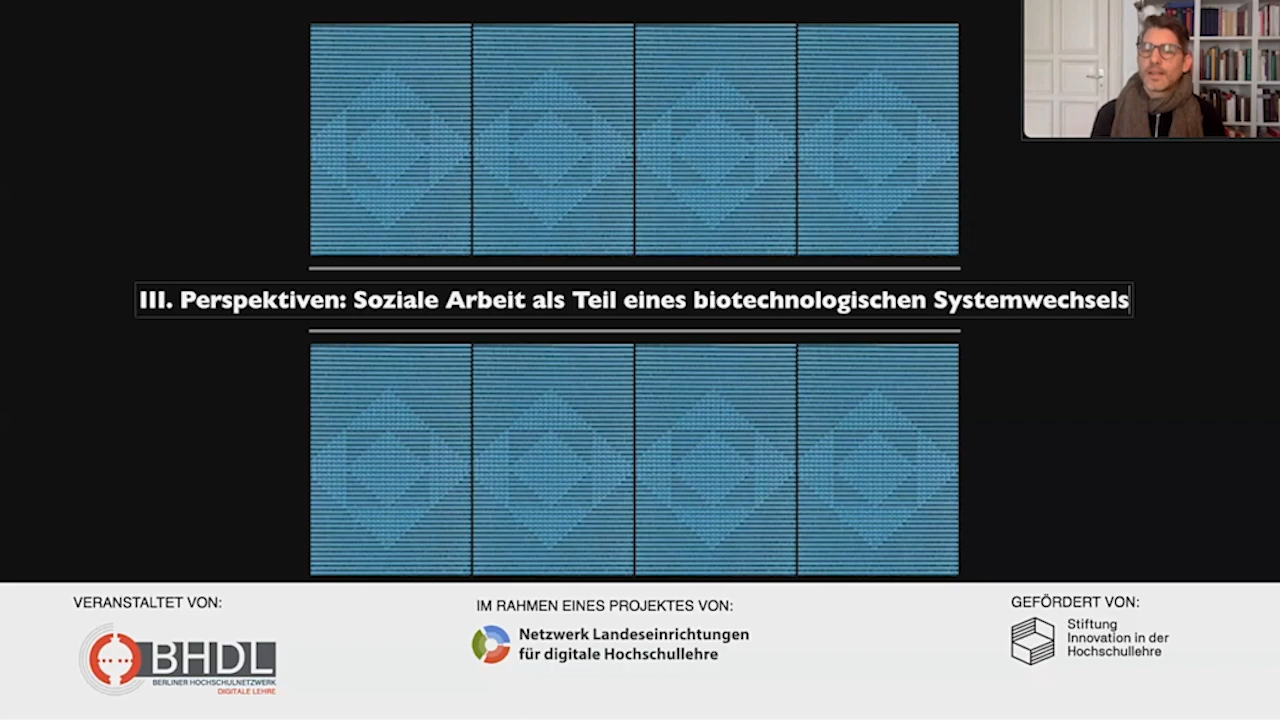 III. Perspektiven: Soziale Arbeit als Teil eines biotechnologischen Systemwechsels
VERANSTALTET VON:
BHDL
BERLINER HOCHSCHULNETZWERK
DIGITALE LEHRE
IM RAHMEN EINES PROJEKTES VON:
Netzwerk Landeseinrichtungen
für digitale Hochschullehre
GEFÖRDERT VON:
Stiftung
Innovation in der
Hochschullehre